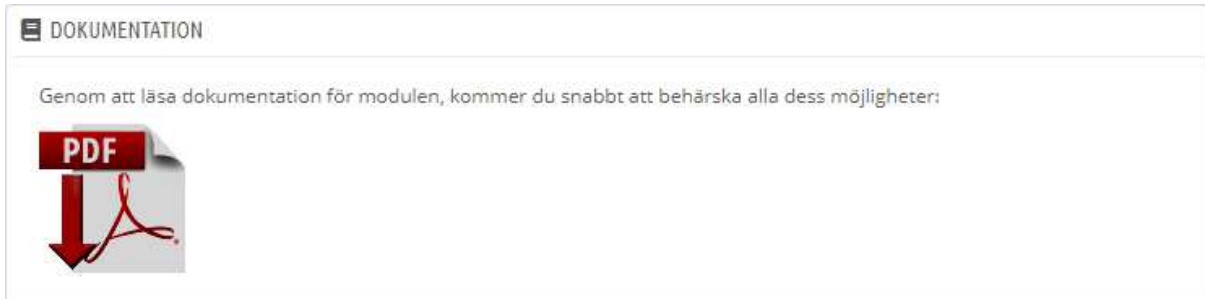 DOKUMENTATION
Genom att läsa dokumentation för modulen, kommer du snabbt att behärska alla dess möjligheter:
PDF